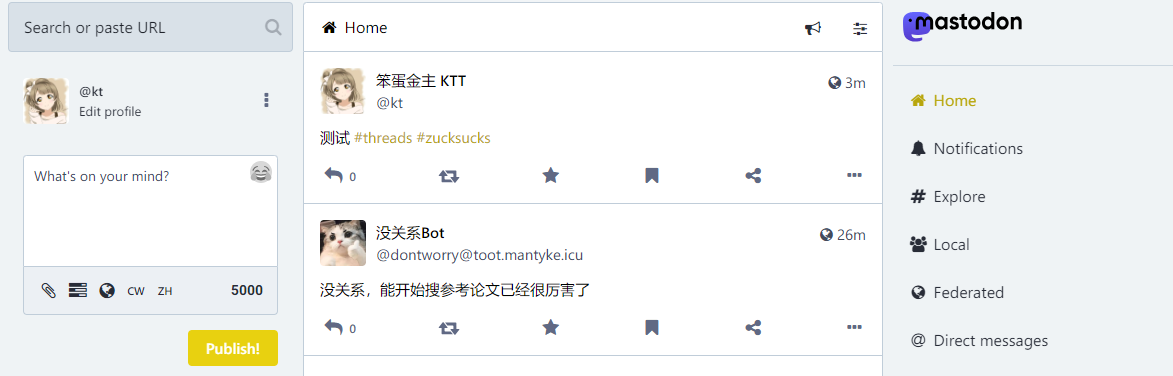 Search or paste URL
@kt
Edit profile
What's on your mind?
CW ZH 5000
Publish!
Home
笨蛋金主 KTT
3m
@kt
测试 #threads #zucksucks
0
没关系Bot
26m
@dontworry@toot.mantyke.icu
没关系，能开始搜参考论文已经很厉害了
0
mastodon
Home
Notifications
Explore
Local
Federated
Direct messages